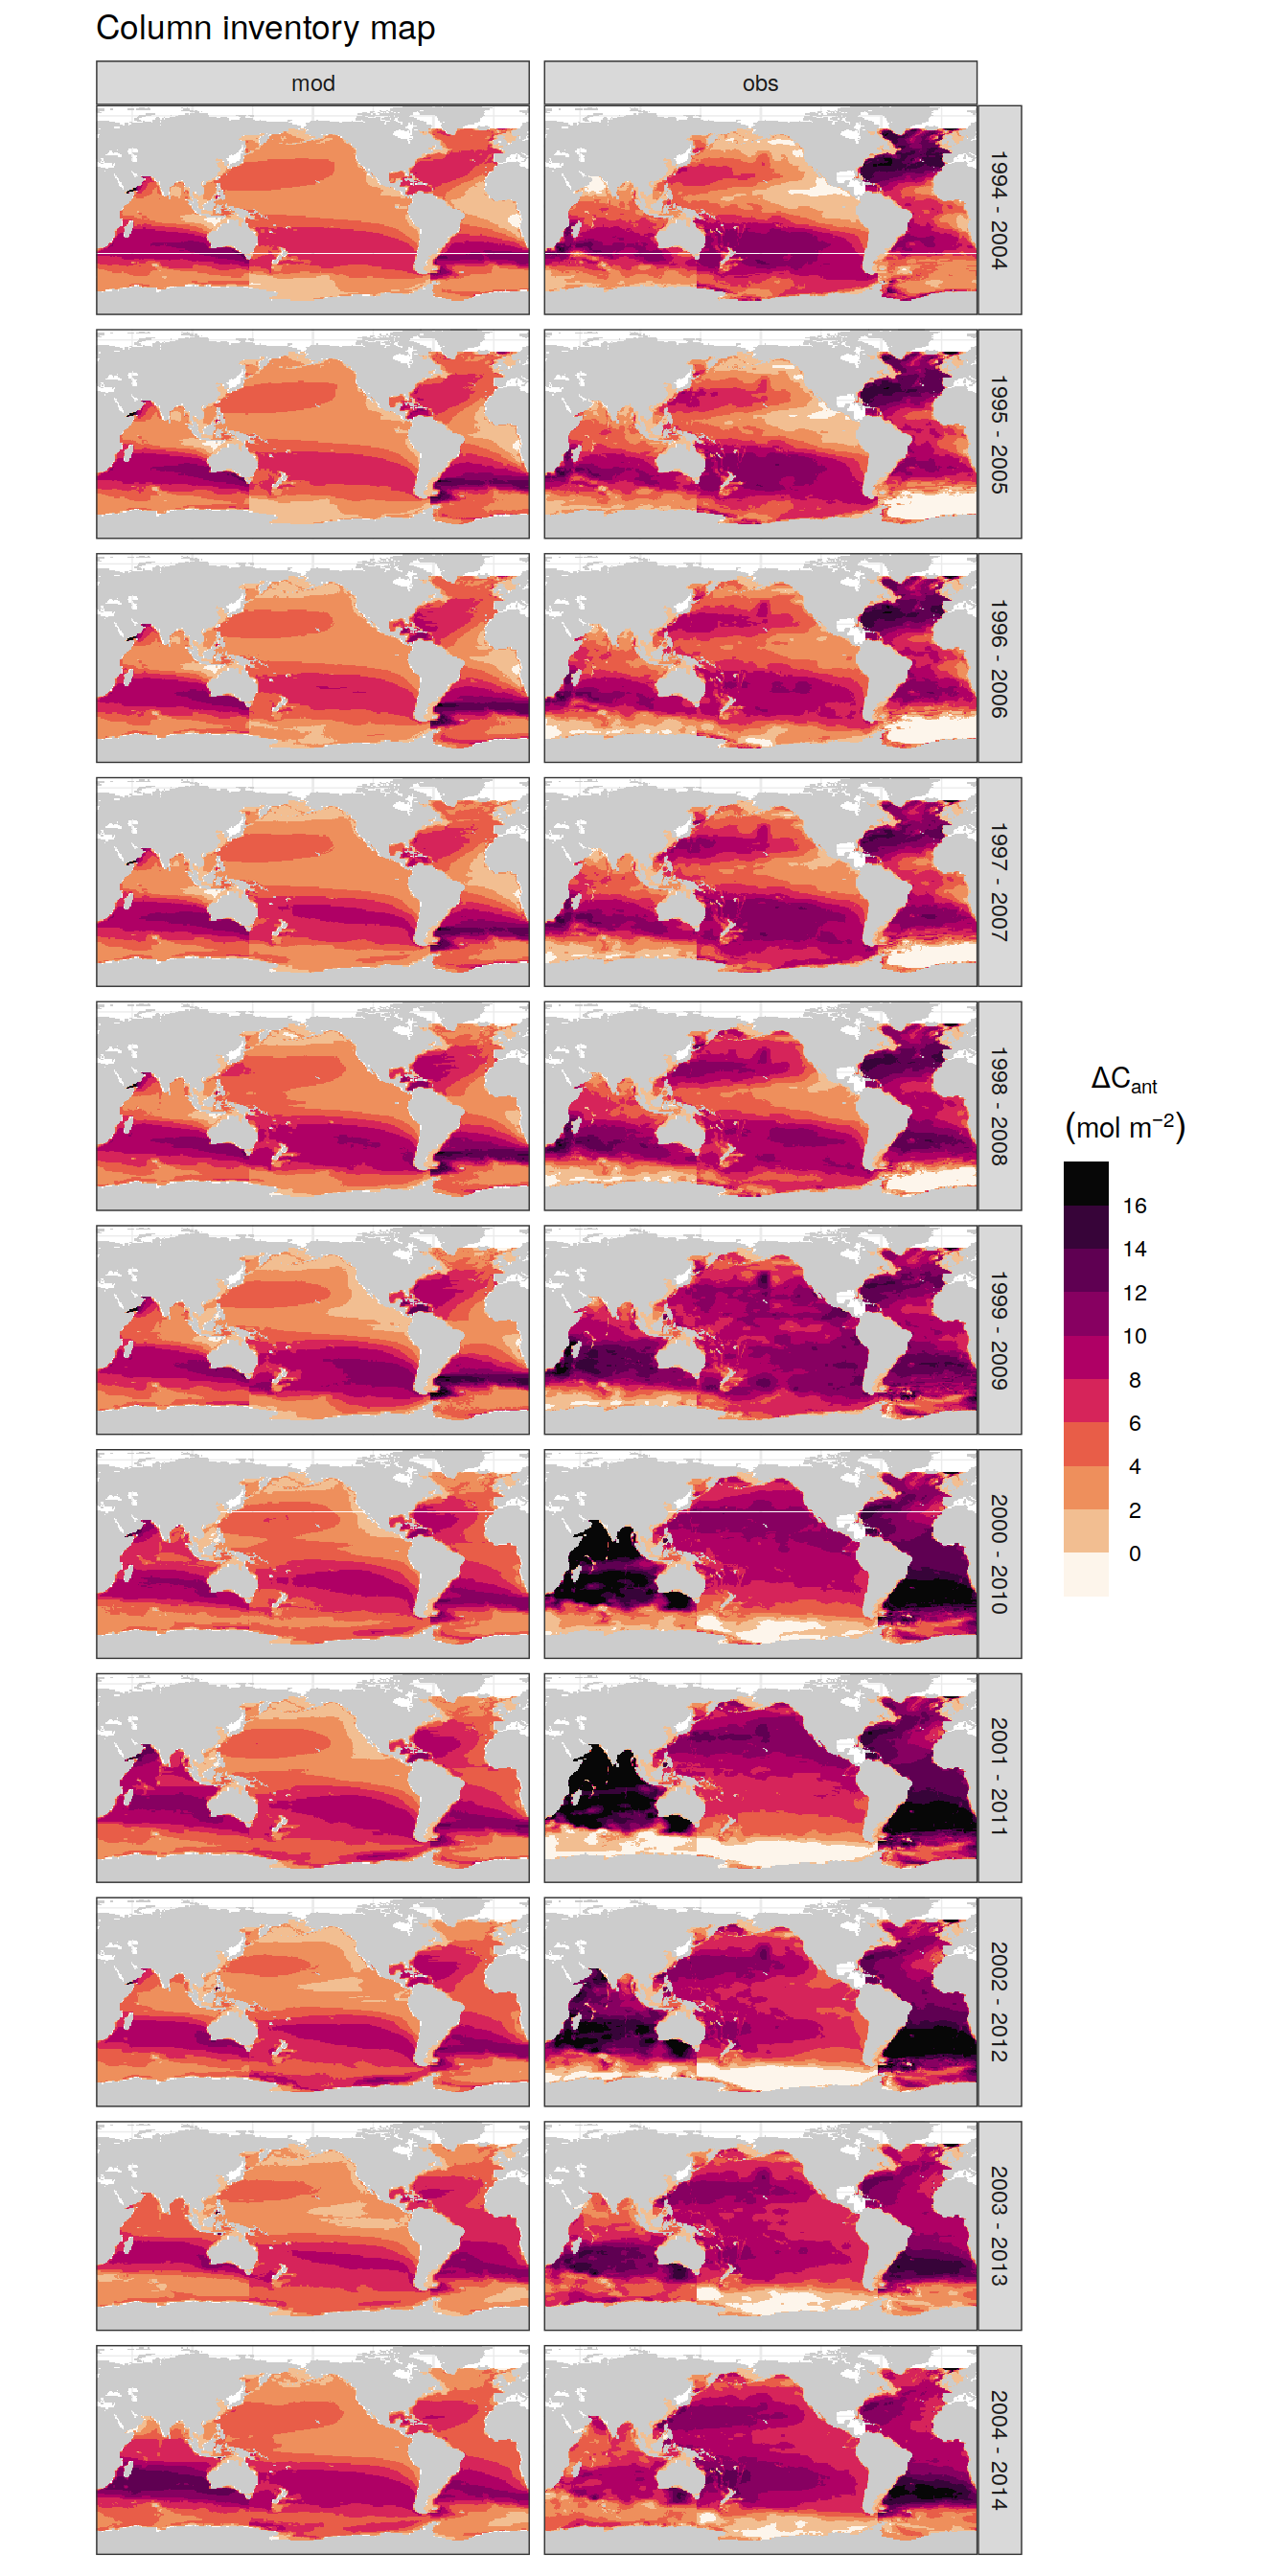 Column inventory map
mod
obs
1994 - 2004
1995 - 2005
1996 - 2006
1997 - 2007
1998 - 2008
1999 - 2009
2000 - 2010
2001 - 2011
2002 - 2012
2003 - 2013
2004 - 2014
ΔCant
(mol m−2)
16
14
12
10
8
6
4
2
0